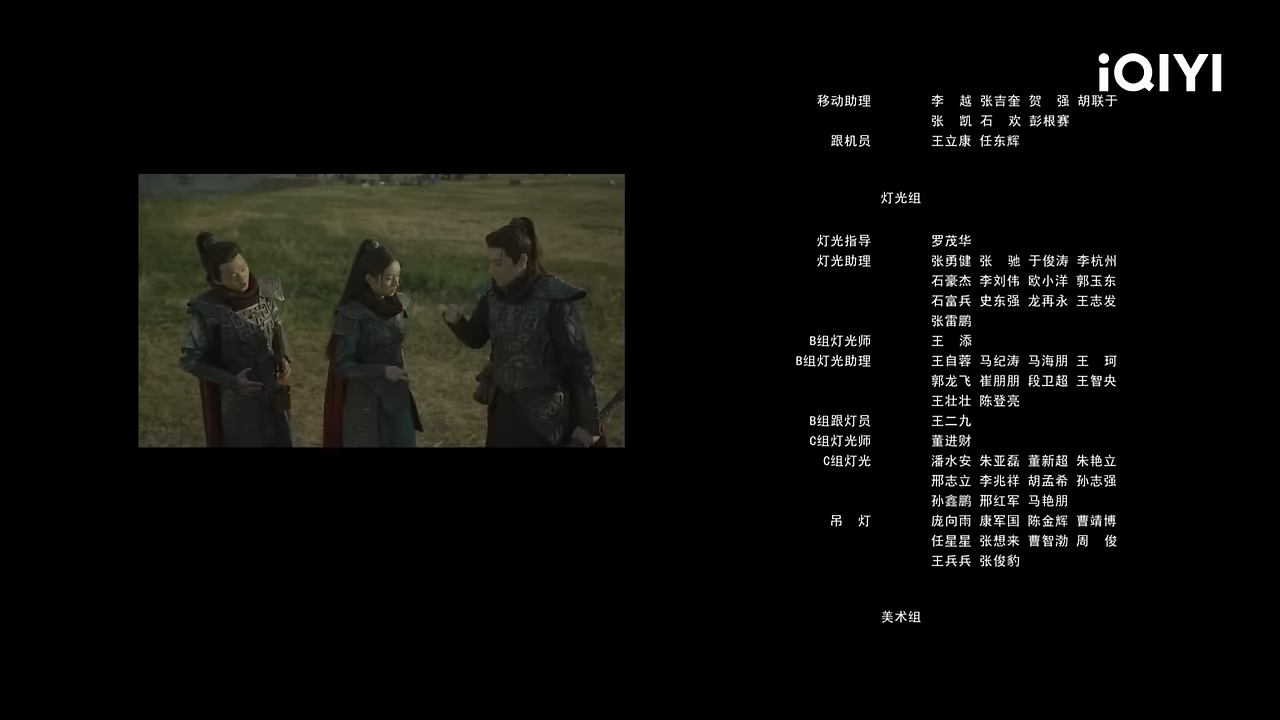 iQIYI
移动助理 李 越 张吉奎 贺 强 胡联于
张 凯 石 欢 彭根赛
跟机员 王立康 任东辉
灯光组
灯光指导 罗茂华
灯光助理 张勇健 张 驰 于俊涛 李杭州
石豪杰 李刘伟 欧小洋 郭玉东
石富兵 史东强 龙再永 王志发
张雷鹏
B组灯光师 王 添
B组灯光助理 王自蓉 马纪涛 马海朋 王 珂
郭龙飞 崔朋朋 段卫超 王智央
王壮壮 陈登亮
B组跟灯员 王二九
C组灯光师 董进财
C组灯光 潘水安 朱亚磊 董新超 朱艳立
邢志立 李兆祥 胡孟希 孙志强
孙鑫鹏 邢红军 马艳朋
吊 灯 庞向雨 康军国 陈金辉 曹靖博
任星星 张想来 曹智渤 周 俊
王兵兵 张俊豹
美术组